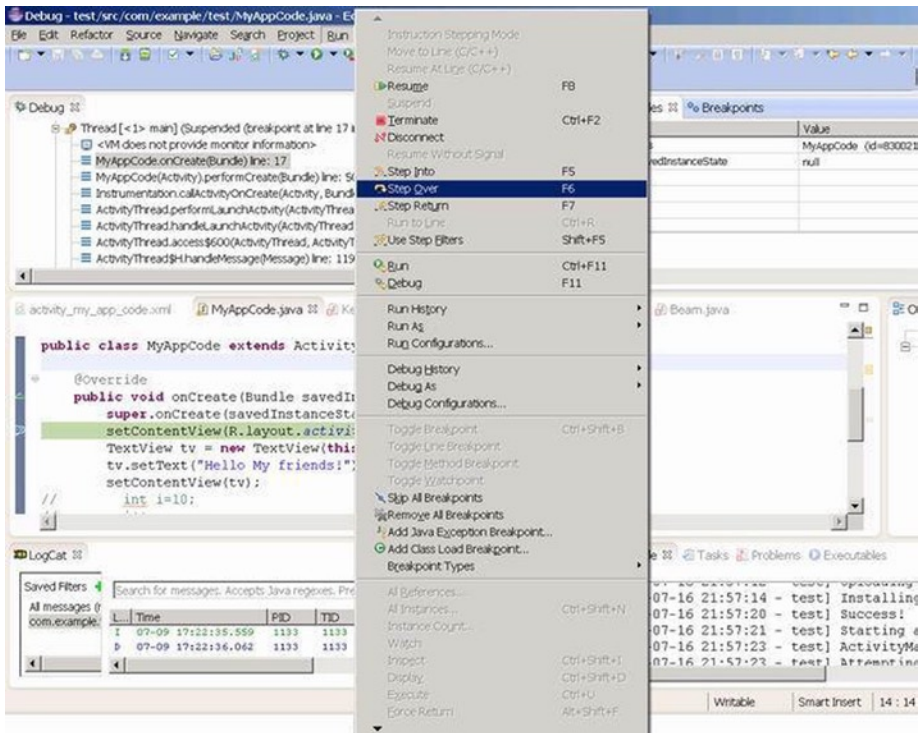 Debug - test/src/com/example/test/MyAppCode.java - Ec
File Edit Refactor Source Navigate Search Project Run
Instruction Stepping Mode
Move to Line (C/C++)
Resume At Line (C/C++)
Resume F8
Suspend
Terminate Ctrl+F2
Disconnect
Resume Without Signal
Step Into F5
Step Over F6
Step Return F7
Run to Line Ctrl+R
Use Step Filters Shift+F5
Run Ctrl+F11
Debug F11
Run History
Run As
Run Configurations...
Debug History
Debug As
Debug Configurations...
Toggle Breakpoint Ctrl+Shift+B
Toggle Line Breakpoint
Toggle Method Breakpoint
Toggle Watchpoint
Skip All Breakpoints
Remove All Breakpoints
Add Java Exception Breakpoint...
Add Class Load Breakpoint...
Breakpoint Types
All References...
All Instances... Ctrl+Shift+N
Instance Count...
Watch
Inspect Ctrl+Shift+I
Display Ctrl+Shift+D
Execute Ctrl+U
Force Return Alt+Shift+F
Debug
Thread [<1> main] (Suspended (breakpoint at line 17 i
<VM does not provide monitor information>
MyAppCode.onCreate(Bundle) line: 17
MyAppCode(Activity).performCreate(Bundle) line: 50
Instrumentation.callActivityOnCreate(Activity, Bund
ActivityThread.performLaunchActivity(ActivityThrea
ActivityThread.handleLaunchActivity(ActivityThread
ActivityThread.access$600(ActivityThread, ActivityT
ActivityThread$H.handleMessage(Message) line: 119
les Breakpoints
Value
s MyAppCode (id=830021
vedInstanceState null
activity_my_app_code.xml MyAppCode.java Ke Beam.java O
public class MyAppCode extends Activity
@Override
public void onCreate(Bundle savedIn
super.onCreate(savedInstanceSta
setContentView(R.layout.activi
TextView tv = new TextView(this
tv.setText("Hello My friends!")
setContentView(tv);
// int i=10;
LogCat
Saved Filters
All messages (n
com.example.
Search for messages. Accepts Java regexes. Pre
L... Time PID TID
I 07-09 17:22:35.559 1133 1133
D 07-09 17:22:36.062 1133 1133
le Tasks Problems Executables
07-16 21:57:14 - test] Installing
07-16 21:57:20 - test] Success!
07-16 21:57:21 - test] Starting a
07-16 21:57:23 - test] ActivityMa
07-16 21:57:23 - test] Attempting
Writable Smart Insert 14 : 14